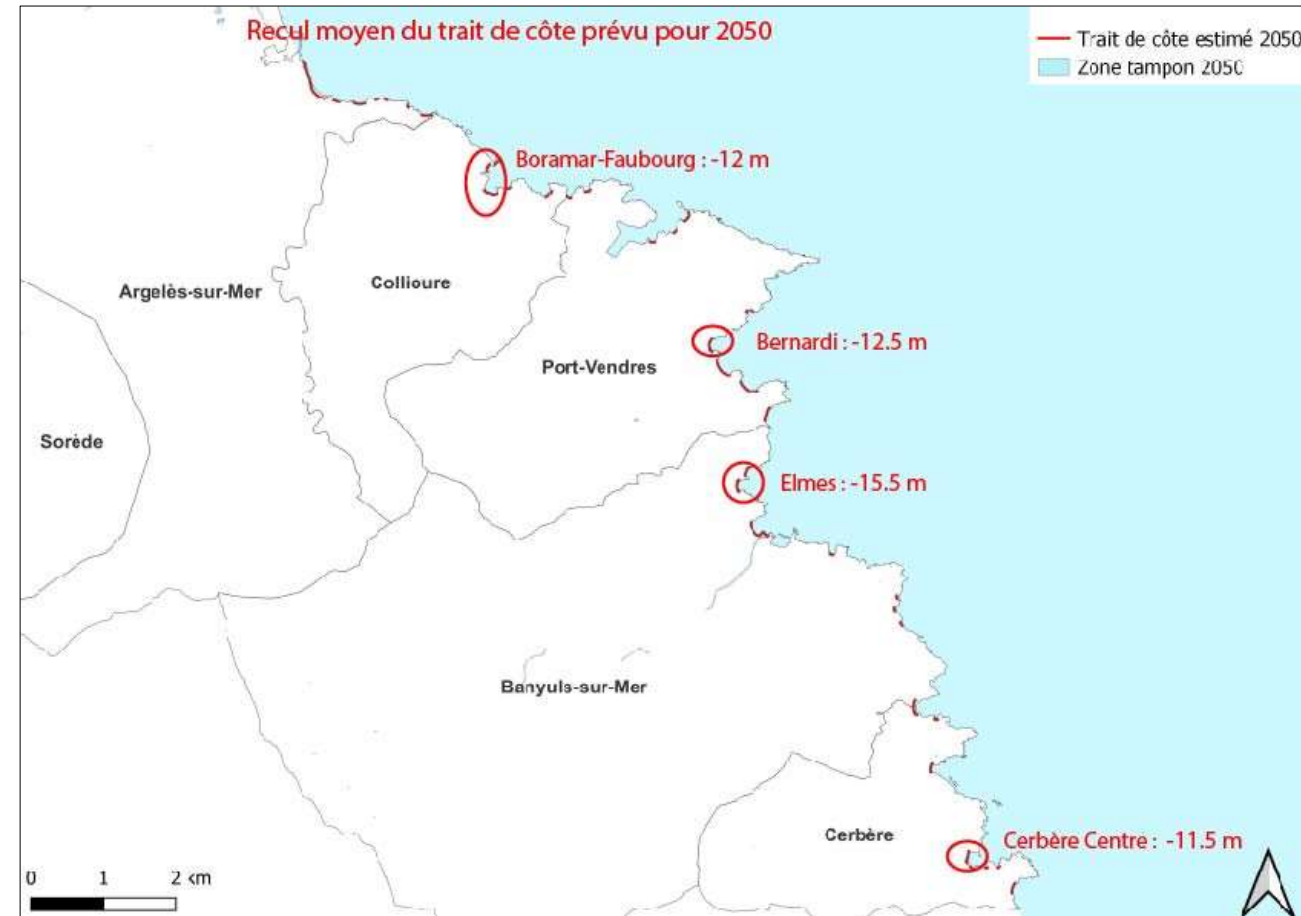 Recul moyen du trait de côte prévu pour 2050
Trait de côte estimé 2050
Zone tampon 2050
Boramar-Faubourg : -12 m
Argelès-sur-Mer
Collioure
Bernardi : -12.5 m
Port-Vendres
Sorède
Elmes : -15.5 m
Banyuls-sur-Mer
Cerbère
Cerbère Centre : -11.5 m
0 1 2 km